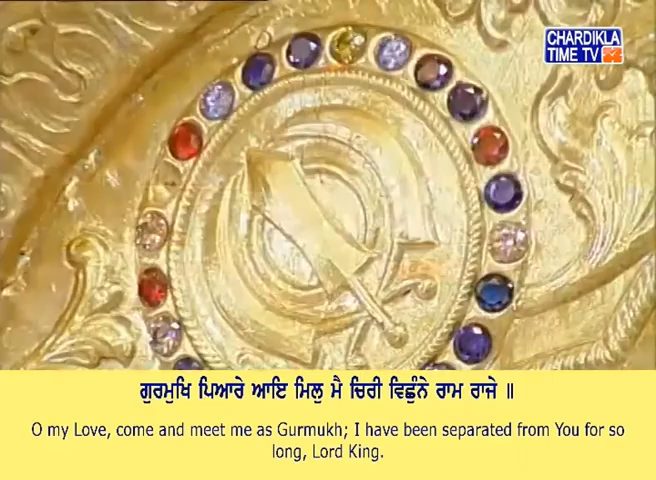 CHARDIKLA
TIME TV
ਗੁਰਮੁਖਿ ਪਿਆਰੇ ਆਇ ਮਿਲੁ ਮੈ ਚਿਰੀ ਵਿਛੁੰਨੇ ਰਾਮ ਰਾਜੇ ॥
O my Love, come and meet me as Gurmukh; I have been separated from You for so
long, Lord King.